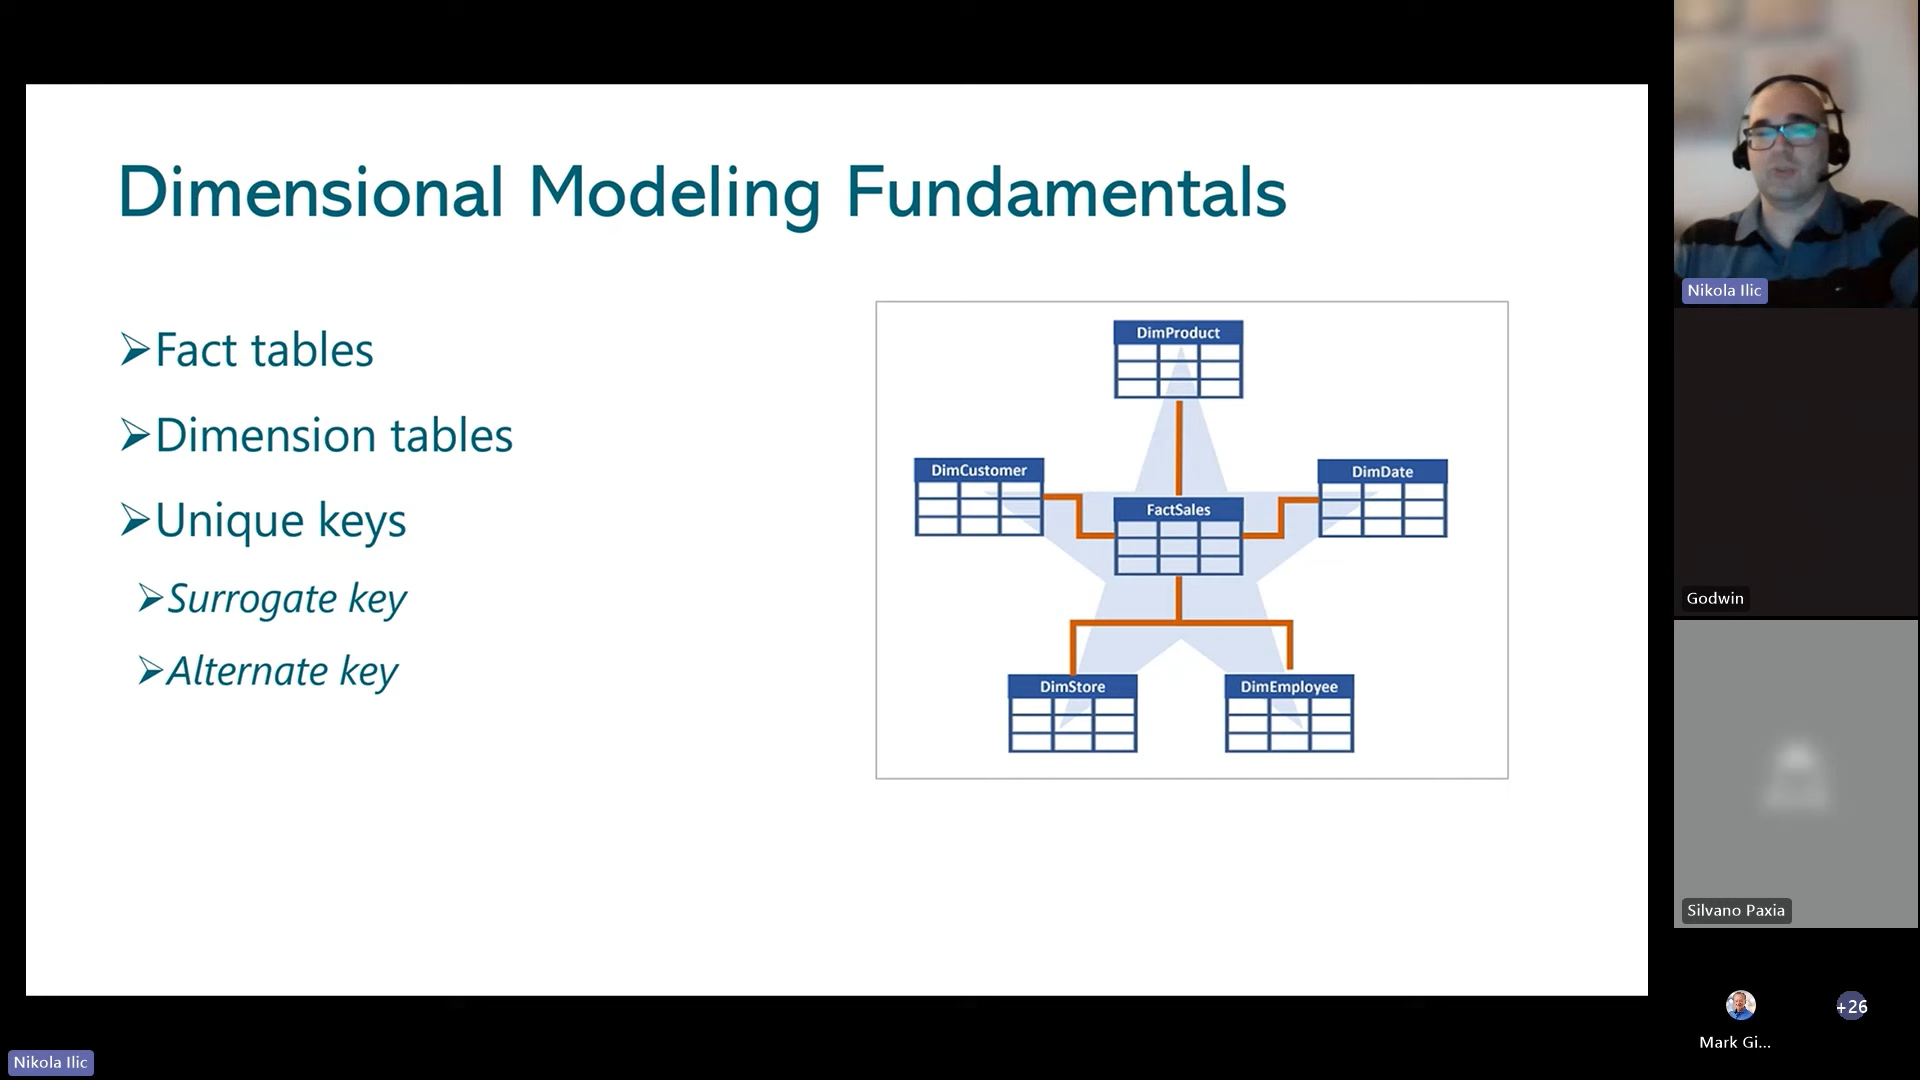 Dimensional Modeling Fundamentals
Fact tables
Dimension tables
Unique keys
Surrogate key
Alternate key
DimProduct
DimCustomer
DimDate
FactSales
DimStore
DimEmployee
Nikola Ilic
Godwin
Silvano Paxia
+26
Mark Gi...
Nikola Ilic